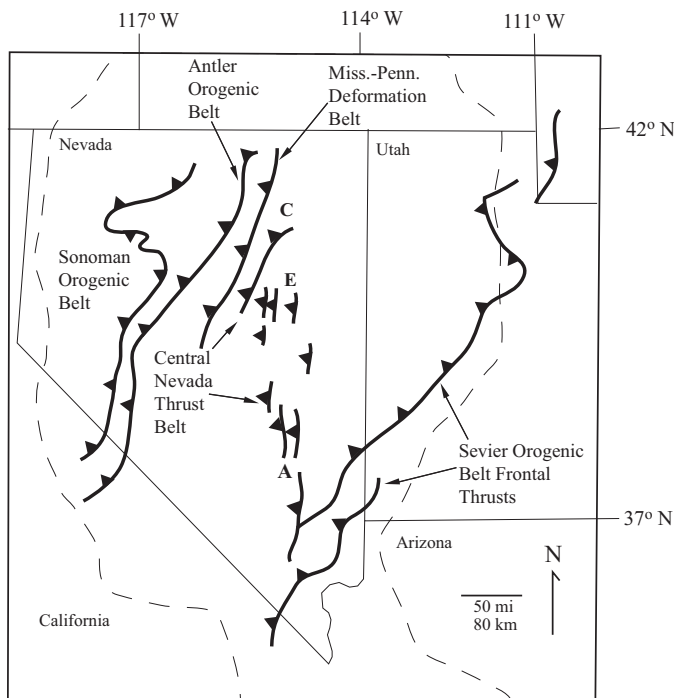 117° W
114° W
111° W
Antler
Orogenic
Belt
Miss.-Penn.
Deformation
Belt
42° N
Nevada
Utah
C
Sonoman
Orogenic
Belt
E
Central
Nevada
Thrust
Belt
Sevier Orogenic
Belt Frontal
Thrusts
A
37° N
Arizona
N
50 mi
80 km
California